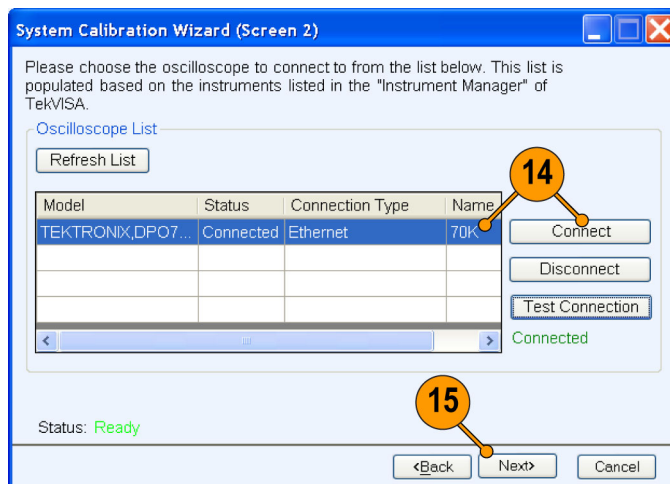 System Calibration Wizard (Screen 2)
Please choose the oscilloscope to connect to from the list below. This list is
populated based on the instruments listed in the "Instrument Manager" of
TekVISA.
Oscilloscope List
Refresh List
14
Model Status Connection Type Name
TEKTRONIX,DPO7... Connected Ethernet 70K
Connect
Disconnect
Test Connection
Connected
15
Status: Ready
<Back Next> Cancel